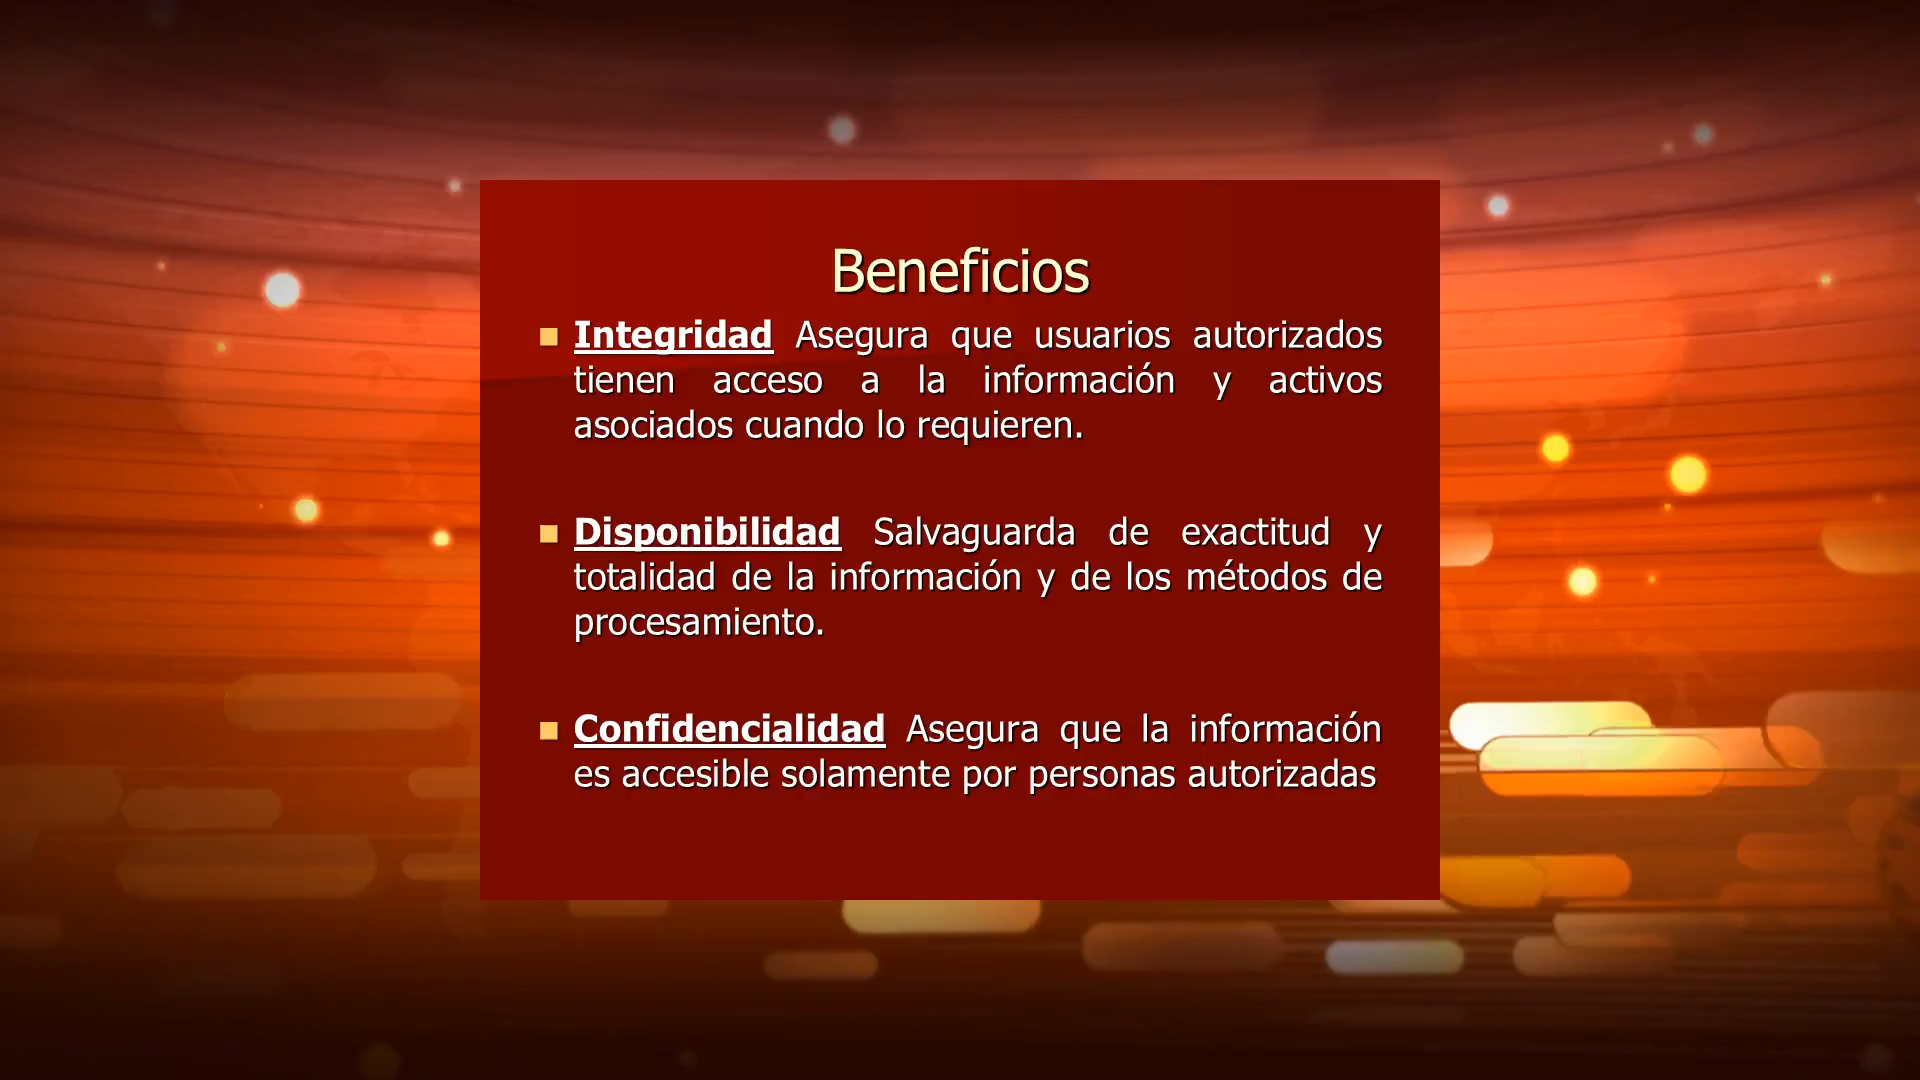 Beneficios
Integridad Asegura que usuarios autorizados
tienen acceso a la información y activos
asociados cuando lo requieren.
Disponibilidad Salvaguarda de exactitud y
totalidad de la información y de los métodos de
procesamiento.
Confidencialidad Asegura que la información
es accesible solamente por personas autorizadas